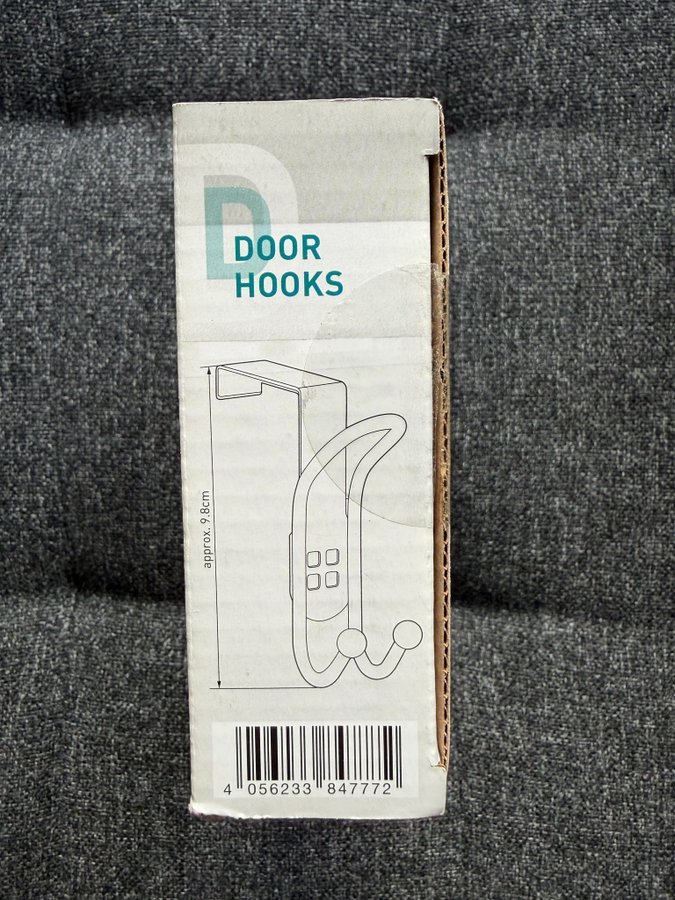 D
DOOR
HOOKS
approx. 9.8cm
4 056233 847772